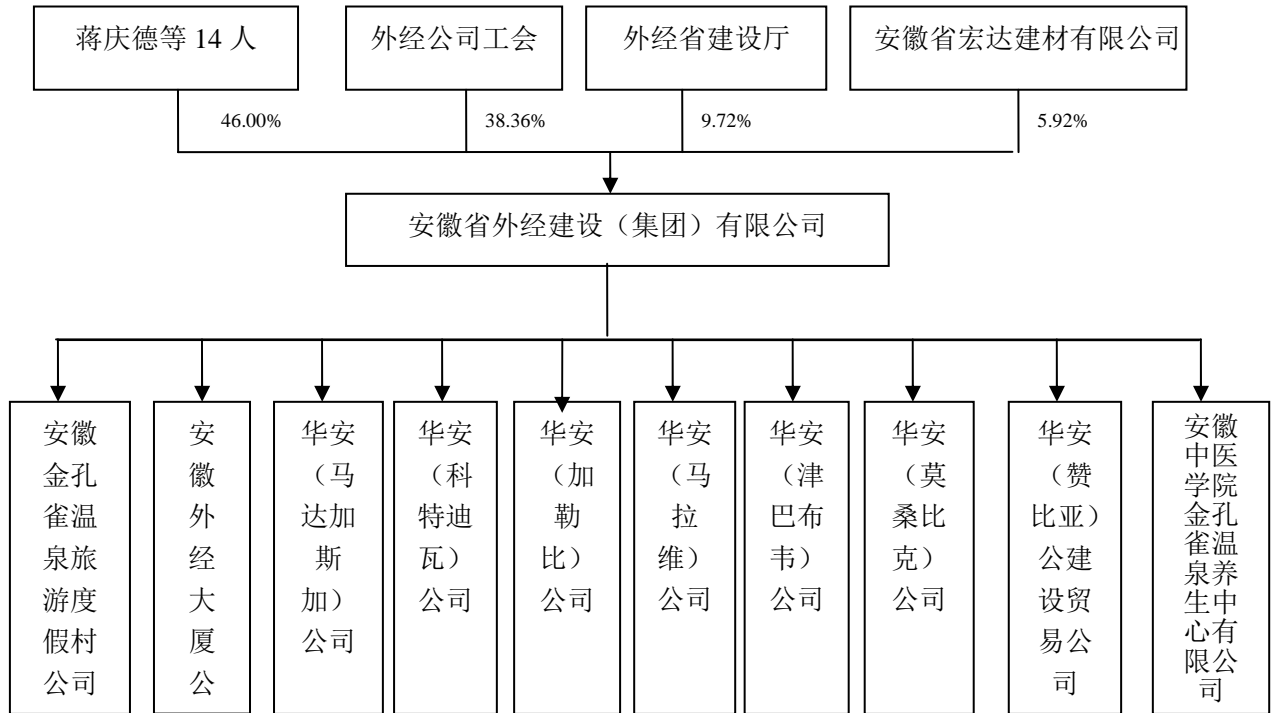 蒋庆德等 14 人
外经公司工会
外经省建设厅
安徽省宏达建材有限公司
46.00%
38.36%
9.72%
5.92%
安徽省外经建设（集团）有限公司
安徽
金孔
雀温
泉旅
游度
假村
公司
安
徽
外
经
大
厦
公
华安
（马
达加
斯
加）
公司
华安
（科
特迪
瓦）
公司
华安
（加
勒
比）
公司
华安
（马
拉
维）
公司
华安
（津
巴布
韦）
公司
华安
（莫
桑比
克）
公司
华安
（赞
比亚）
公建
设贸
易公
司
安徽
中医
学院
金孔
雀温
泉养
生中
心有
限公
司